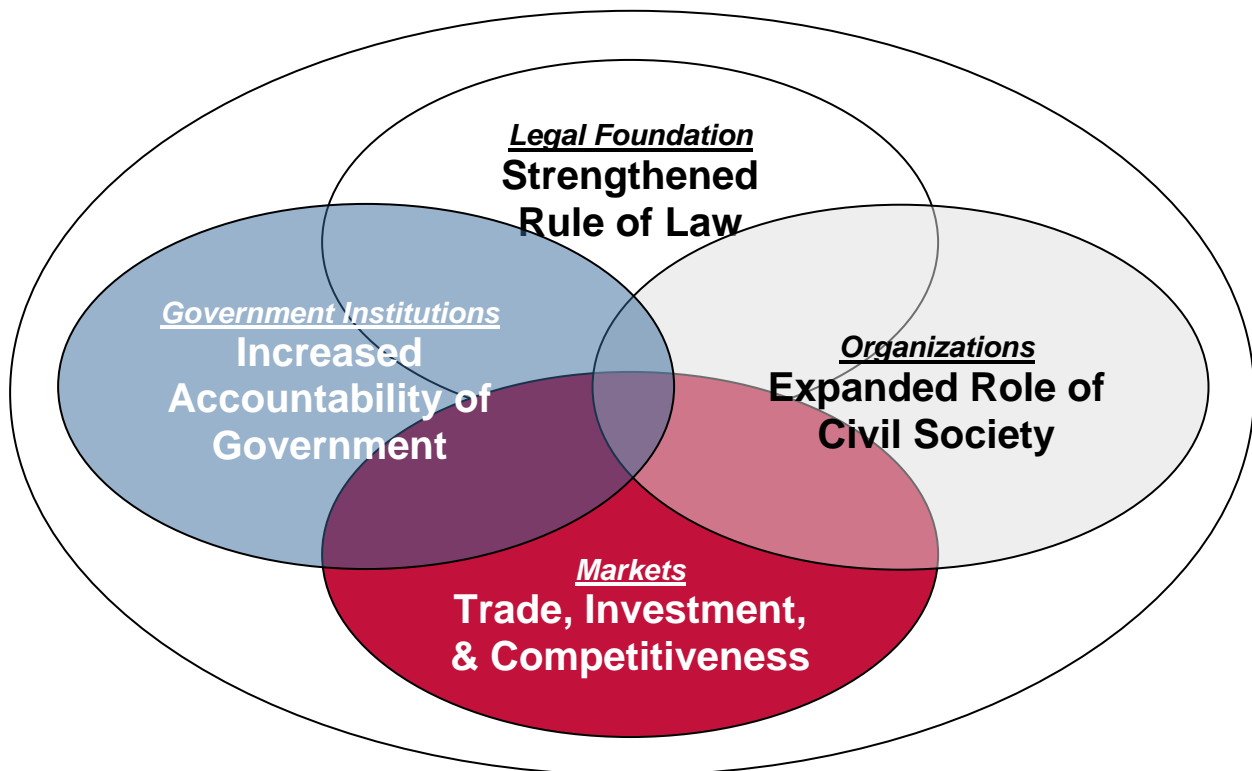 Legal Foundation
Strengthened
Rule of Law
Government Institutions
Increased
Accountability of
Government
Organizations
Expanded Role of
Civil Society
Markets
Trade, Investment,
& Competitiveness